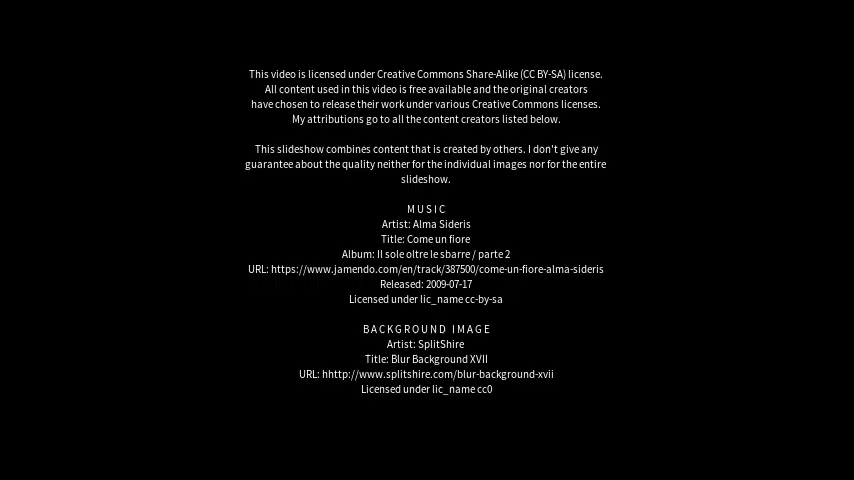 This video is licensed under Creative Commons Share-Alike (CC BY-SA) license.
All content used in this video is free available and the original creators
have chosen to release their work under various Creative Commons licenses.
My attributions go to all the content creators listed below.
This slideshow combines content that is created by others. I don't give any
guarantee about the quality neither for the individual images nor for the entire
slideshow.
MUSIC
Artist: Alma Sideris
Title: Come un fiore
Album: Il sole oltre le sbarre / parte 2
URL: https://www.jamendo.com/en/track/387500/come-un-fiore-alma-sideris
Released: 2009-07-17
Licensed under lic_name cc-by-sa
BACKGROUND IMAGE
Artist: SplitShire
Title: Blur Background XVII
URL: hhttp://www.splitshire.com/blur-background-xvii
Licensed under lic_name cc0